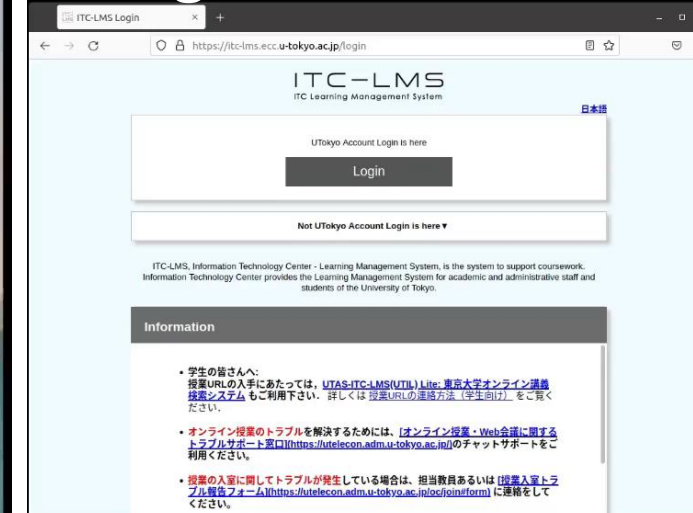 ITC-LMS Login
https://itc-lms.ecc.u-tokyo.ac.jp/login
ITC-LMS
ITC Learning Management System
日本語
UTokyo Account Login is here
Login
Not UTokyo Account Login is here▼
ITC-LMS, Information Technology Center - Learning Management System, is the system to support coursework.
Information Technology Center provides the Learning Management System for academic and administrative staff and
students of the University of Tokyo.
Information
• 学生の皆さんへ:
授業URLの入手にあたっては，UTAS-ITC-LMS(UTIL) Lite: 東京大学オンライン講義
検索システム もご利用下さい．詳しくは 授業URLの連絡方法（学生向け） をご覧く
ださい．
• オンライン授業のトラブルを解決するためには、[オンライン授業・Web会議に関する
トラブルサポート窓口](https://utelecon.adm.u-tokyo.ac.jp/)のチャットサポートをご
利用ください。
• 授業の入室に関してトラブルが発生している場合は、担当教員あるいは [授業入室トラ
ブル報告フォーム](https://utelecon.adm.u-tokyo.ac.jp/oc/join#form) に連絡をして
ください。